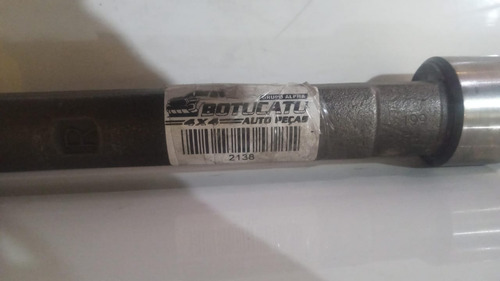 GRUPO ALFRA
BOTUCATU
4X4 AUTO PEÇAS
2138